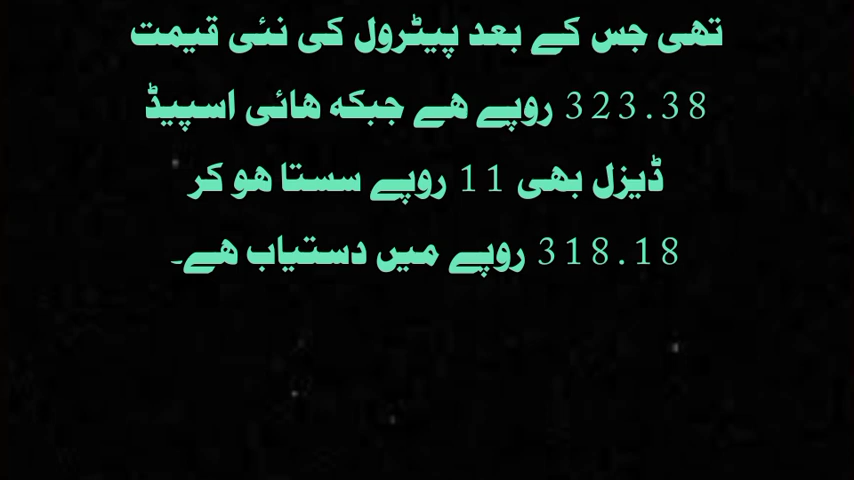 تھی جس کے بعد پیٹرول کی نئی قیمت
323.38 روپے ھے جبکہ ھائی اسپیڈ
ڈیزل بھی 11 روپے سستا ھو کر
318.18 روپے میں دستیاب ھے۔